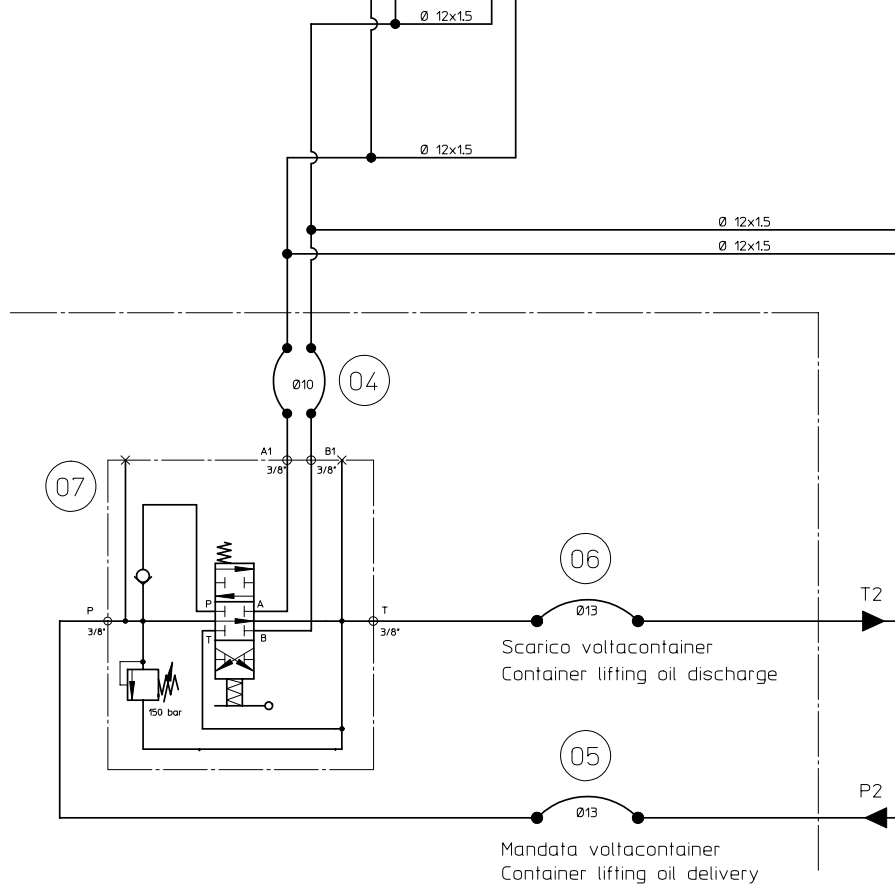 Ø 12x1.5
Ø 12x1.5
Ø 12x1.5
Ø 12x1.5
Ø10
04
A1
B1
3/8"
3/8"
07
06
P
A
P
T
Ø13
T2
3/8"
T
B
3/8"
Scarico voltacontainer
Container lifting oil discharge
150 bar
05
P2
Ø13
Mandata voltacontainer
Container lifting oil delivery